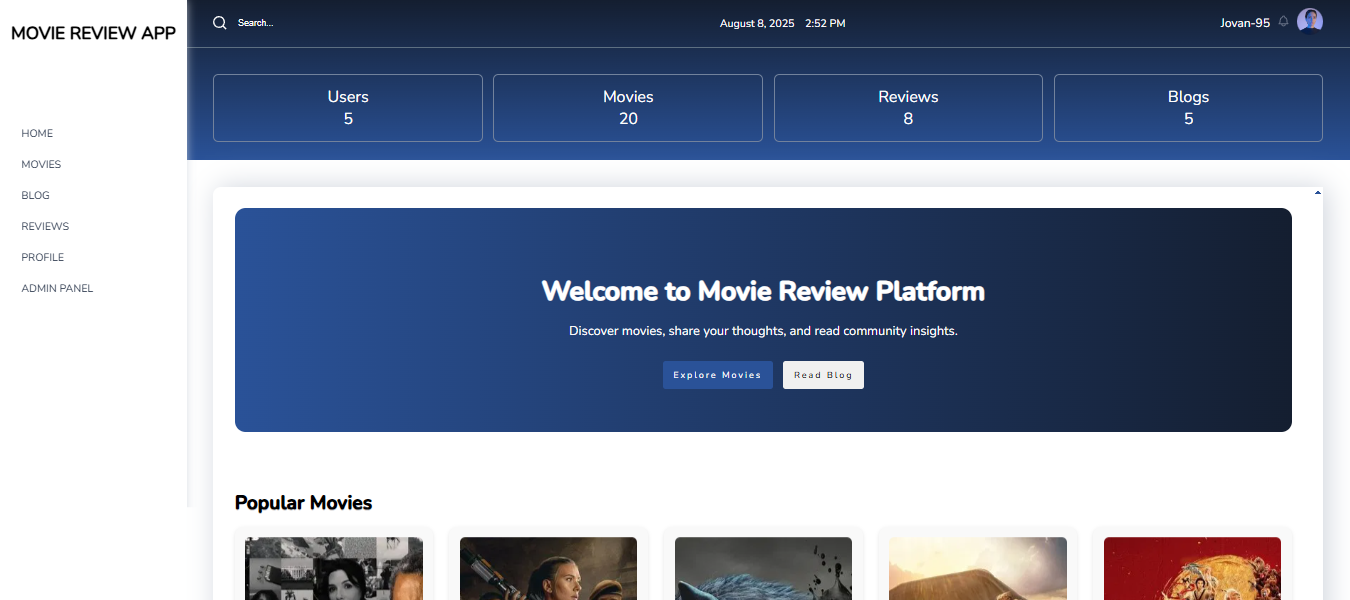 MOVIE REVIEW APP
Search...
August 8, 2025 2:52 PM
Jovan-95
HOME
MOVIES
BLOG
REVIEWS
PROFILE
ADMIN PANEL
Users
5
Movies
20
Reviews
8
Blogs
5
Welcome to Movie Review Platform
Discover movies, share your thoughts, and read community insights.
Explore Movies
Read Blog
Popular Movies